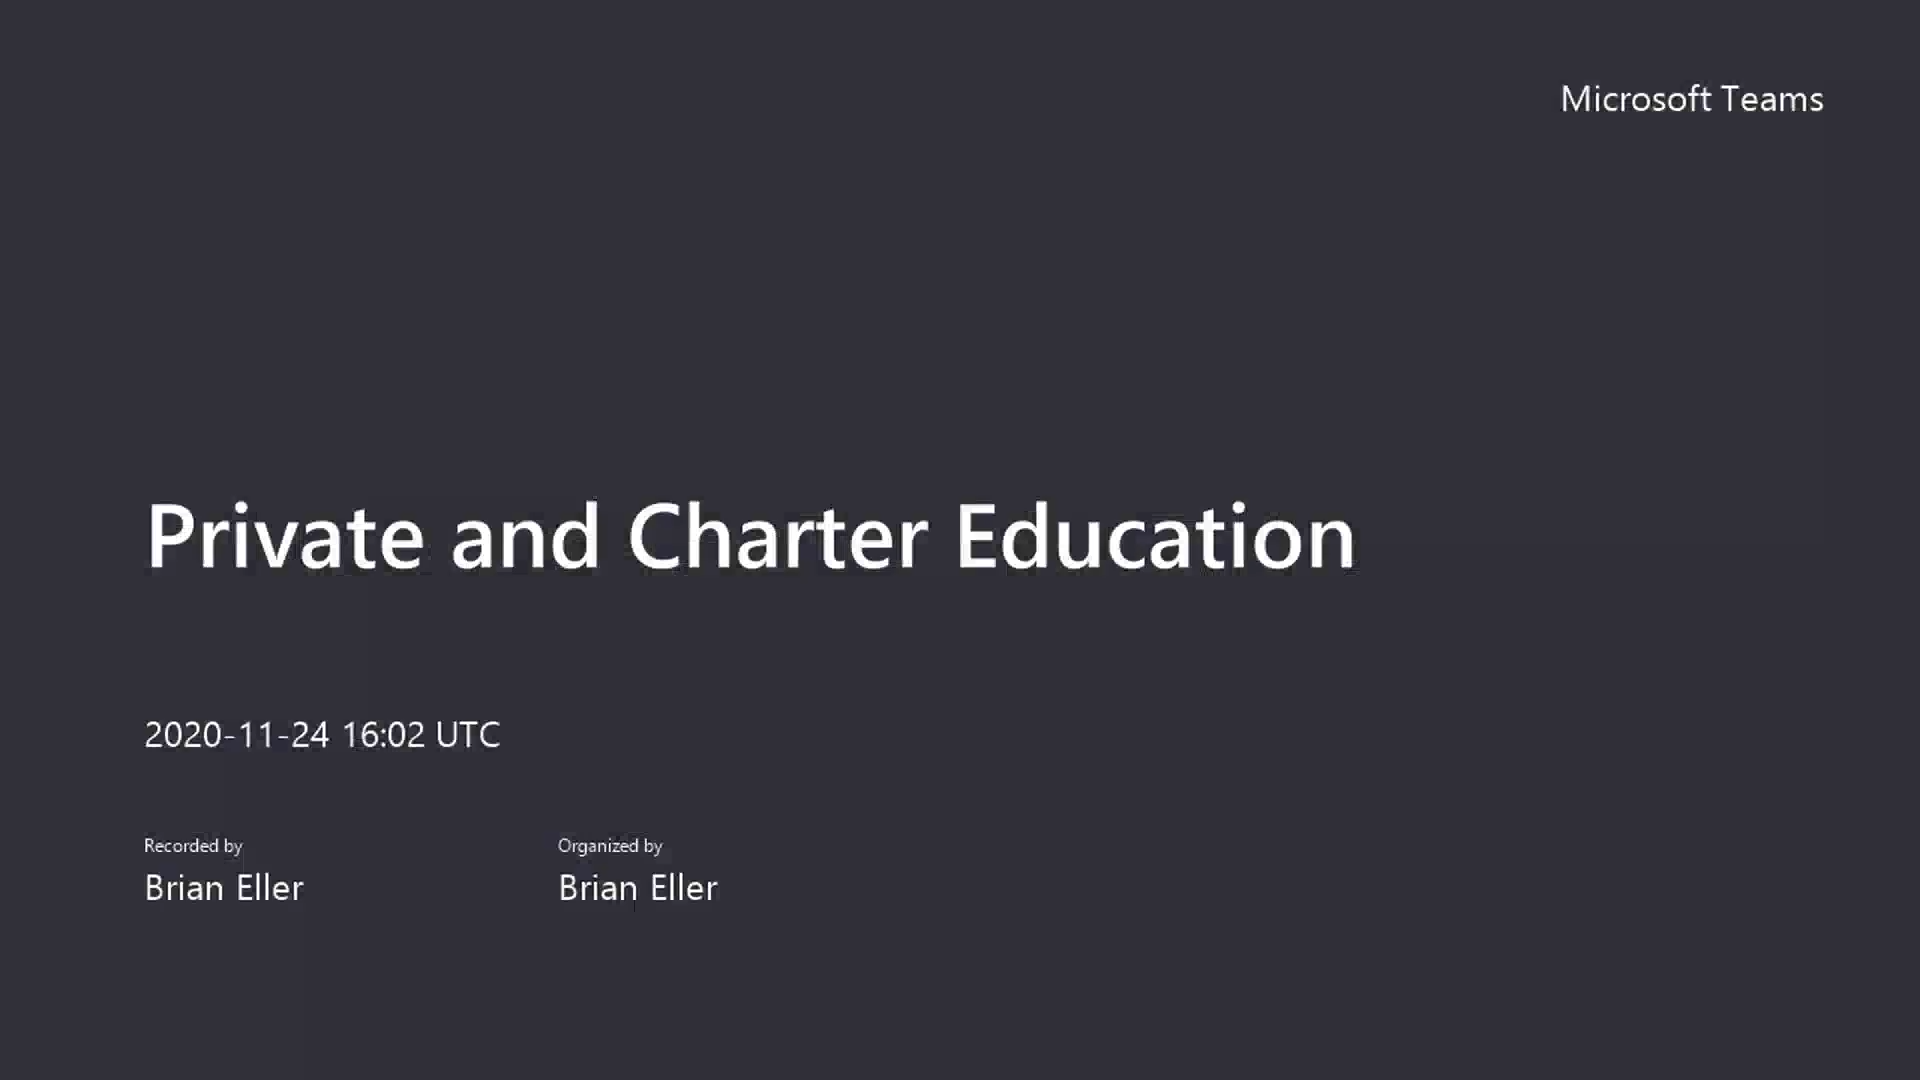 Microsoft Teams
Private and Charter Education
2020-11-24 16:02 UTC
Recorded by
Brian Eller
Organized by
Brian Eller